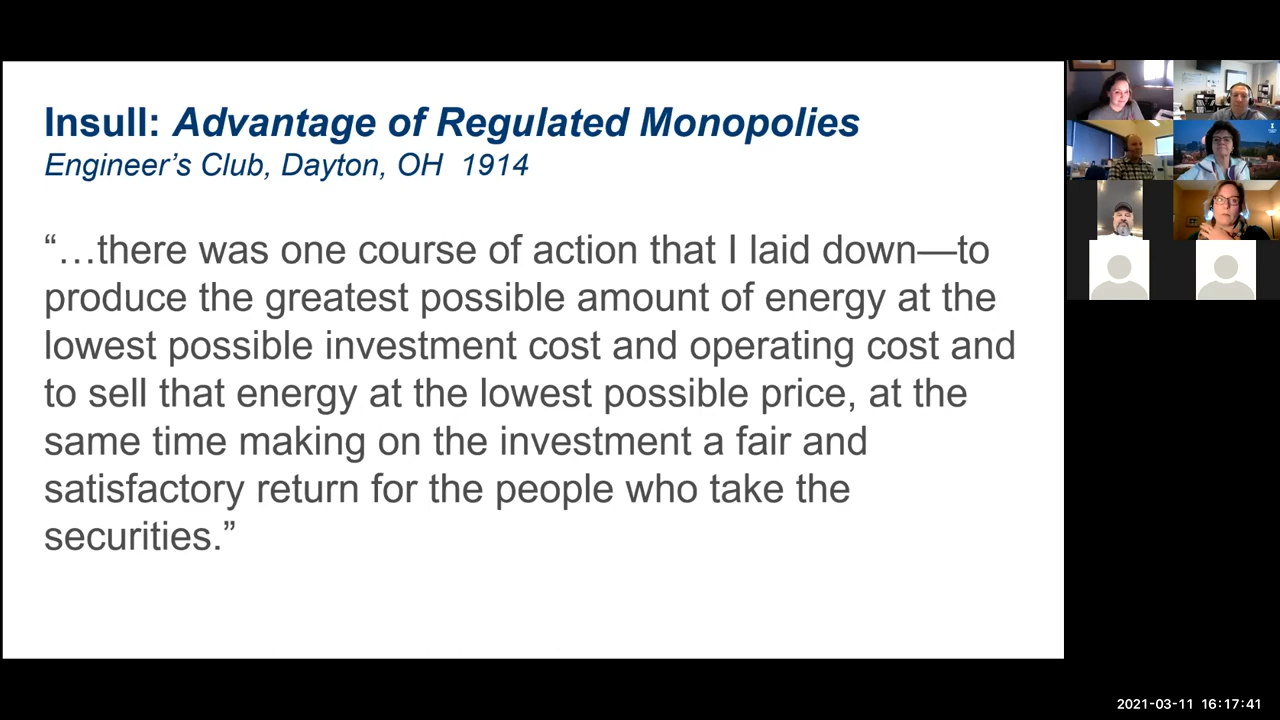 Insull: Advantage of Regulated Monopolies
Engineer’s Club, Dayton, OH  1914
“…there was one course of action that I laid down—to
produce the greatest possible amount of energy at the
lowest possible investment cost and operating cost and
to sell that energy at the lowest possible price, at the
same time making on the investment a fair and
satisfactory return for the people who take the
securities.”
2021-03-11 16:17:41